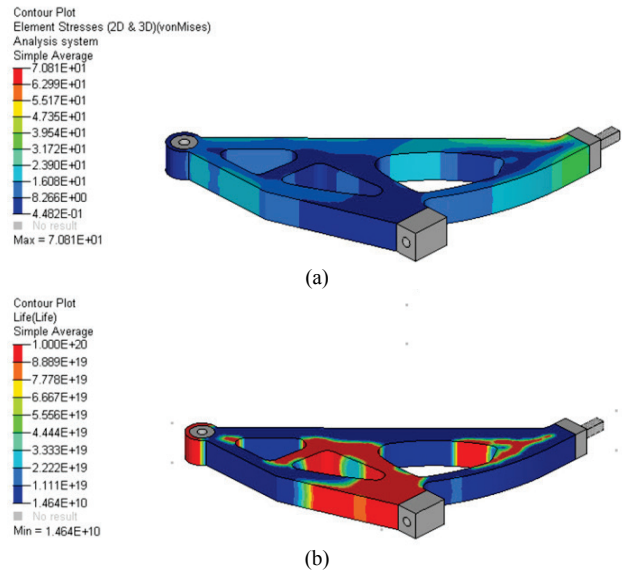 Contour Plot
Element Stresses (2D & 3D)(vonMises)
Analysis system
Simple Average
7.081E+01
6.299E+01
5.517E+01
4.735E+01
3.954E+01
3.172E+01
2.390E+01
1.608E+01
8.266E+00
4.482E-01
No result
Max = 7.081E+01
(a)
Contour Plot
Life(Life)
Simple Average
1.000E+20
8.889E+19
7.778E+19
6.667E+19
5.556E+19
4.444E+19
3.333E+19
2.222E+19
1.111E+19
1.464E+10
No result
Min = 1.464E+10
(b)